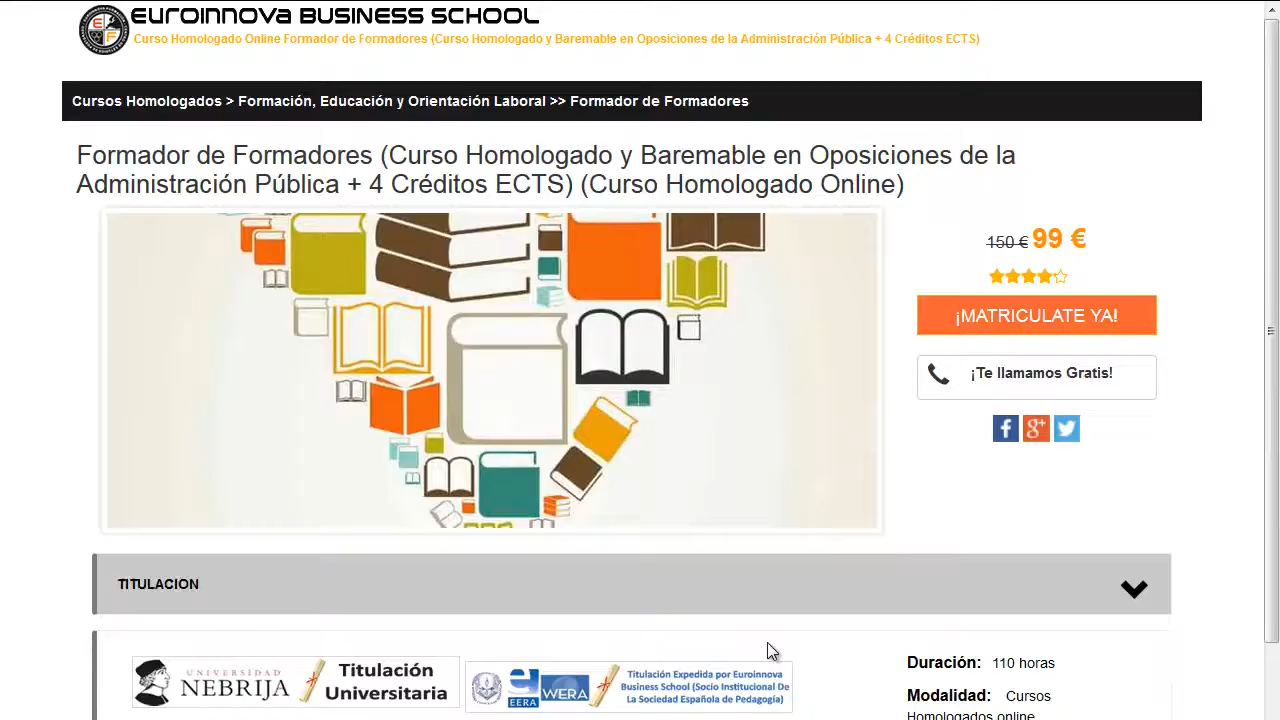 EUROINNOVA BUSINESS SCHOOL
Curso Homologado Online Formador de Formadores (Curso Homologado y Baremable en Oposiciones de la Administración Pública + 4 Créditos ECTS)
Cursos Homologados > Formación, Educación y Orientación Laboral >> Formador de Formadores
Formador de Formadores (Curso Homologado y Baremable en Oposiciones de la
Administración Pública + 4 Créditos ECTS) (Curso Homologado Online)
150 € 99 €
¡MATRICULATE YA!
¡Te llamamos Gratis!
TITULACION
UNIVERSIDAD
NEBRIJA
Titulación
Universitaria
EERA
WERA
Titulación Expedida por Euroinnova
Business School (Socio Institucional De
La Sociedad Española de Pedagogía)
Duración: 110 horas
Modalidad: Cursos
Homologados online